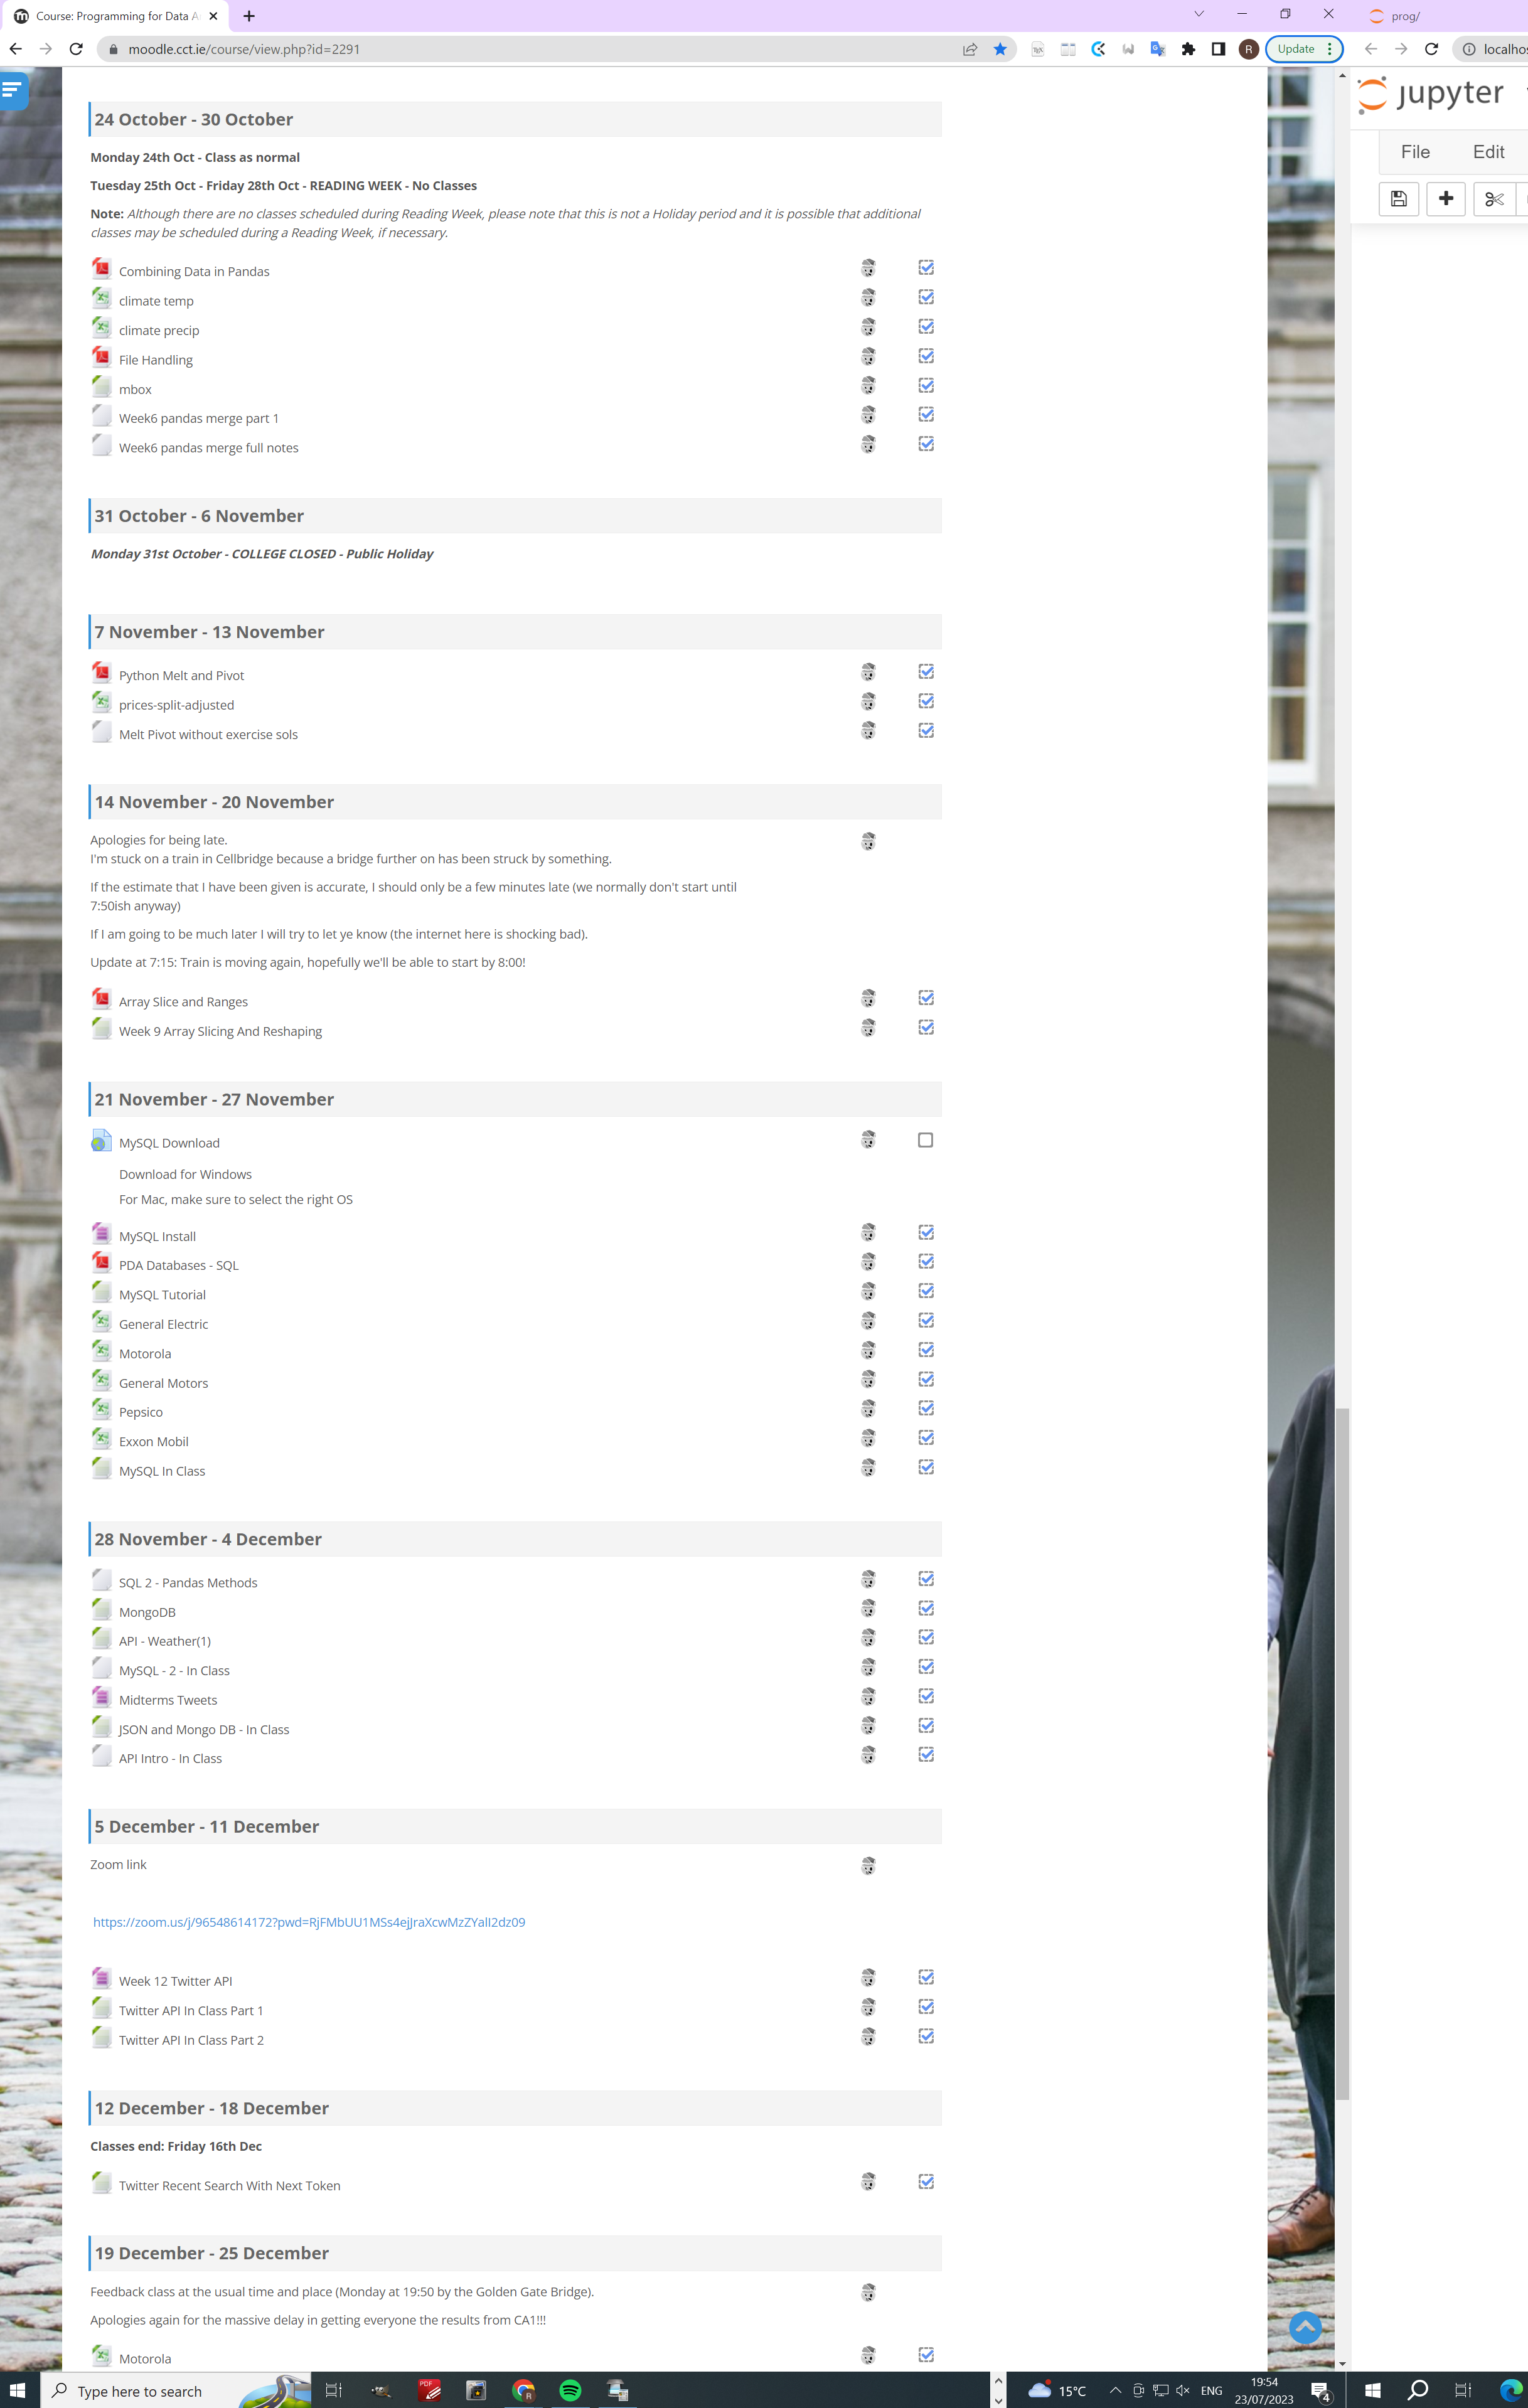 Course: Programming for Data A
prog/
moodle.cct.ie/course/view.php?id=2291
R
Update
localhos
jupyter
File Edit
24 October - 30 October
Monday 24th Oct - Class as normal
Tuesday 25th Oct - Friday 28th Oct - READING WEEK - No Classes
Note: Although there are no classes scheduled during Reading Week, please note that this is not a Holiday period and it is possible that additional
classes may be scheduled during a Reading Week, if necessary.
Combining Data in Pandas
climate temp
climate precip
File Handling
mbox
Week6 pandas merge part 1
Week6 pandas merge full notes
31 October - 6 November
Monday 31st October - COLLEGE CLOSED - Public Holiday
7 November - 13 November
Python Melt and Pivot
prices-split-adjusted
Melt Pivot without exercise sols
14 November - 20 November
Apologies for being late.
I'm stuck on a train in Cellbridge because a bridge further on has been struck by something.
If the estimate that I have been given is accurate, I should only be a few minutes late (we normally don't start until
7:50ish anyway)
If I am going to be much later I will try to let ye know (the internet here is shocking bad).
Update at 7:15: Train is moving again, hopefully we'll be able to start by 8:00!
Array Slice and Ranges
Week 9 Array Slicing And Reshaping
21 November - 27 November
MySQL Download
Download for Windows
For Mac, make sure to select the right OS
MySQL Install
PDA Databases - SQL
MySQL Tutorial
General Electric
Motorola
General Motors
Pepsico
Exxon Mobil
MySQL In Class
28 November - 4 December
SQL 2 - Pandas Methods
MongoDB
API - Weather(1)
MySQL - 2 - In Class
Midterms Tweets
JSON and Mongo DB - In Class
API Intro - In Class
5 December - 11 December
Zoom link
https://zoom.us/j/96548614172?pwd=RjFMbUU1MSs4ejJraXcwMzZYalI2dz09
Week 12 Twitter API
Twitter API In Class Part 1
Twitter API In Class Part 2
12 December - 18 December
Classes end: Friday 16th Dec
Twitter Recent Search With Next Token
19 December - 25 December
Feedback class at the usual time and place (Monday at 19:50 by the Golden Gate Bridge).
Apologies again for the massive delay in getting everyone the results from CA1!!!
Motorola
Type here to search
PDF
15°C
ENG
19:54
23/07/2023
4